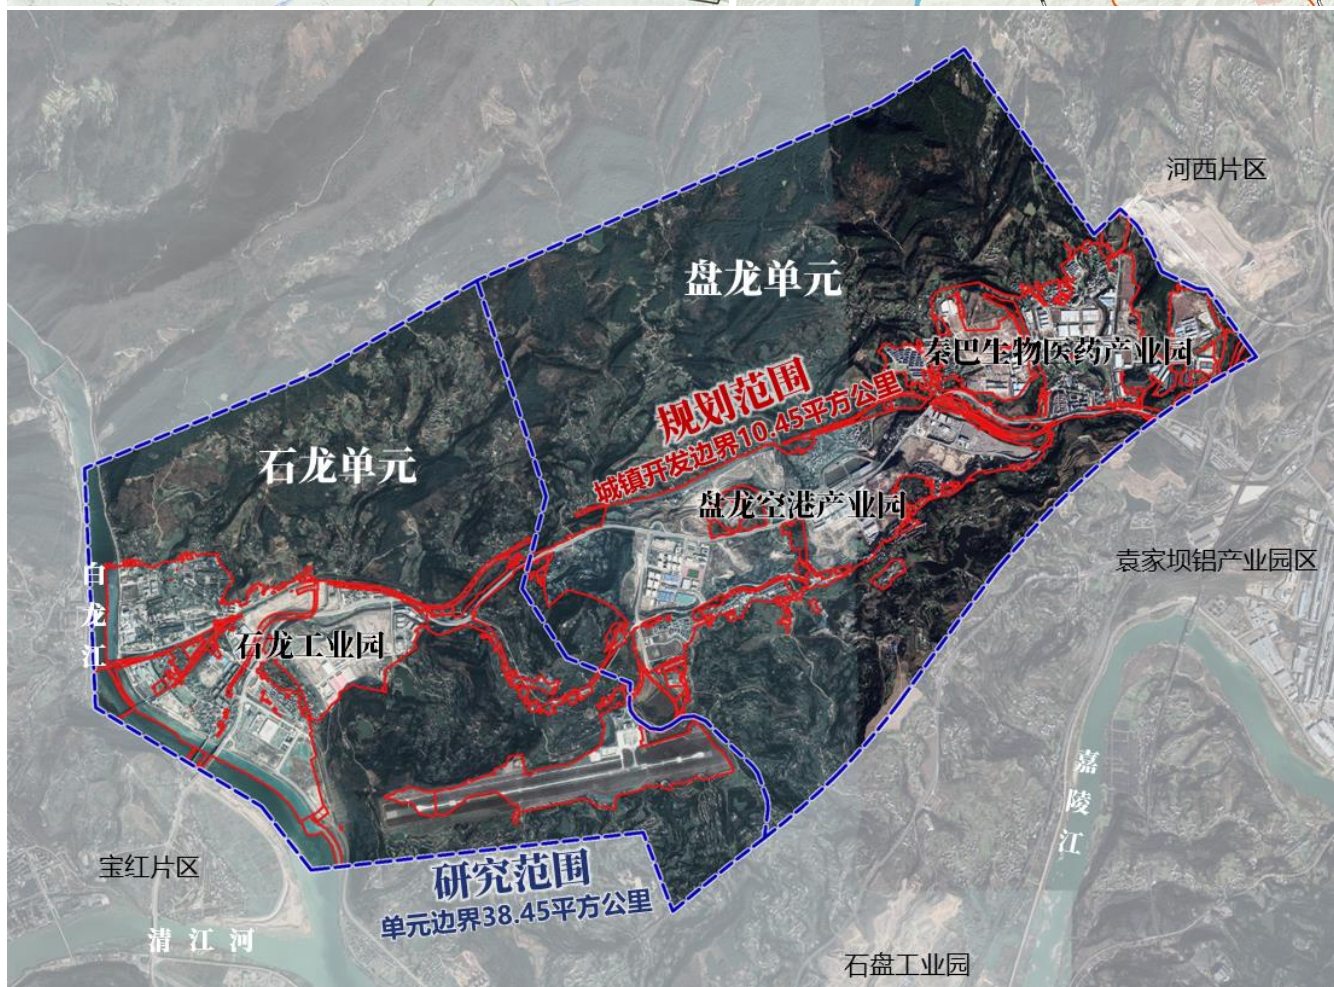 河西片区
盘龙单元
秦巴生物医药产业园
规划范围
城镇开发边界10.45平方公里
石龙单元
盘龙空港产业园
袁家坝铝产业园区
白龙江
石龙工业园
嘉陵江
宝红片区
研究范围
单元边界38.45平方公里
清江河
石盘工业园